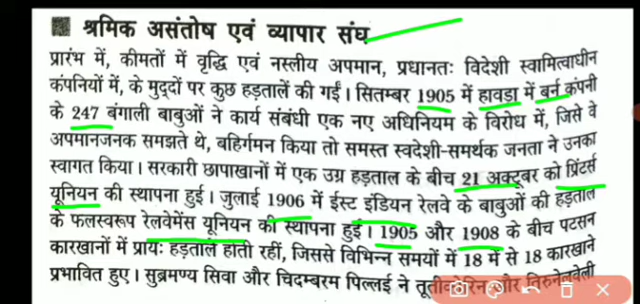 श्रमिक असंतोष एवं व्यापार संघ
प्रारंभ में, कीमतों में वृद्धि एवं नस्लीय अपमान, प्रधानतः विदेशी स्वामित्वाधीन
कंपनियों में, के मुद्दों पर कुछ हड़तालें की गईं। सितम्बर 1905 में हावड़ा में बर्न कंपनी
के 247 बंगाली बाबुओं ने कार्य संबंधी एक नए अधिनियम के विरोध में, जिसे वे
अपमानजनक समझते थे, बहिर्गमन किया तो समस्त स्वदेशी-समर्थक जनता ने उनका
स्वागत किया। सरकारी छापाखानों में एक उग्र हड़ताल के बीच 21 अक्टूबर को प्रिंटर्स
यूनियन की स्थापना हुई। जुलाई 1906 में ईस्ट इंडियन रेलवे के बाबुओं की हड़ताल
के फलस्वरूप रेलवेमेंस यूनियन की स्थापना हुई। 1905 और 1908 के बीच पटसन
कारखानों में प्रायः हड़तालें होती रहीं, जिससे विभिन्न समयों में 18 में से 18 कारखाने
प्रभावित हुए। सुब्रमण्य सिवा और चिदम्बरम पिल्लई ने तूतीकोरिन और तिरुनेलवेली